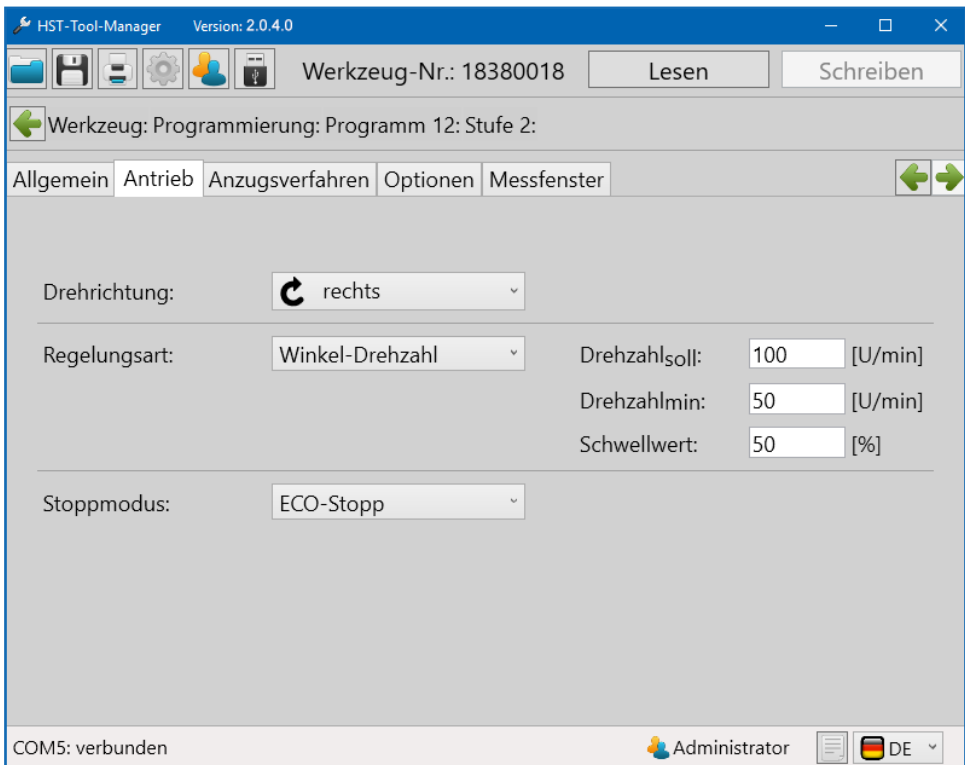 HST-Tool-Manager Version: 2.0.4.0
Werkzeug-Nr.: 18380018 Lesen Schreiben
Werkzeug: Programmierung: Programm 12: Stufe 2:
Allgemein Antrieb Anzugsverfahren Optionen Messfenster
Drehrichtung: rechts
Regelungsart: Winkel-Drehzahl Drehzahlsoll: 100 [U/min]
Drehzahlmin: 50 [U/min]
Schwellwert: 50 [%]
Stoppmodus: ECO-Stopp
COM5: verbunden Administrator DE